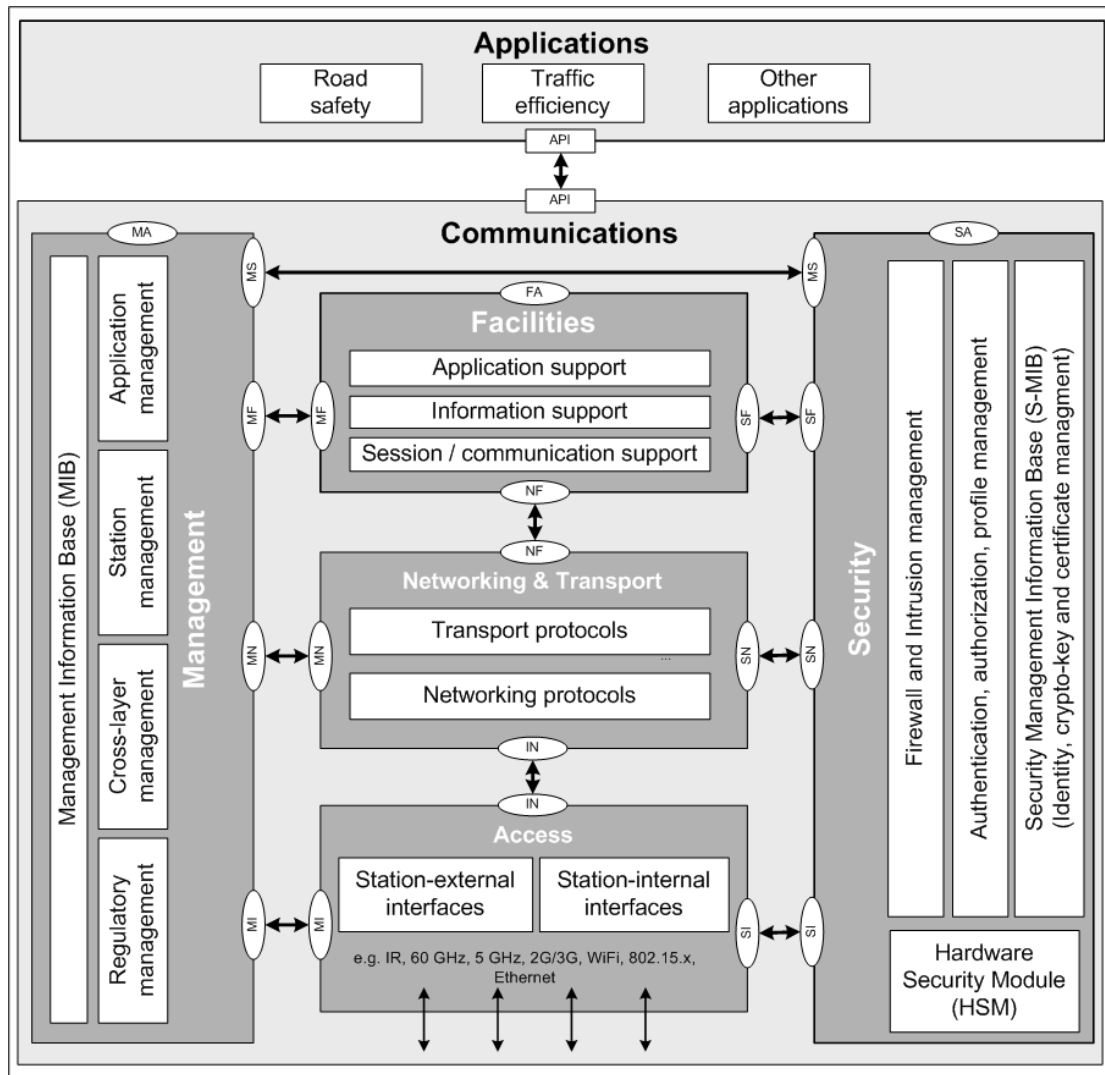 Applications
Road
safety
Traffic
efficiency
Other
applications
API
API
Communications
MA
SA
MS
MS
Management Information Base (MIB)
Application
management
Station
management
Cross-layer
management
Regulatory
management
Management
FA
Facilities
Application support
Information support
Session / communication support
MF
MF
SF
SF
NF
NF
Networking & Transport
Transport protocols
...
Networking protocols
MN
MN
SN
SN
IN
IN
Access
Station-external
interfaces
Station-internal
interfaces
e.g. IR, 60 GHz, 5 GHz, 2G/3G, WiFi, 802.15.x,
Ethernet
MI
MI
SI
SI
Security
Firewall and Intrusion management
Authentication, authorization, profile management
Security Management Information Base (S-MIB)
(Identity, crypto-key and certificate managment)
Hardware
Security Module
(HSM)